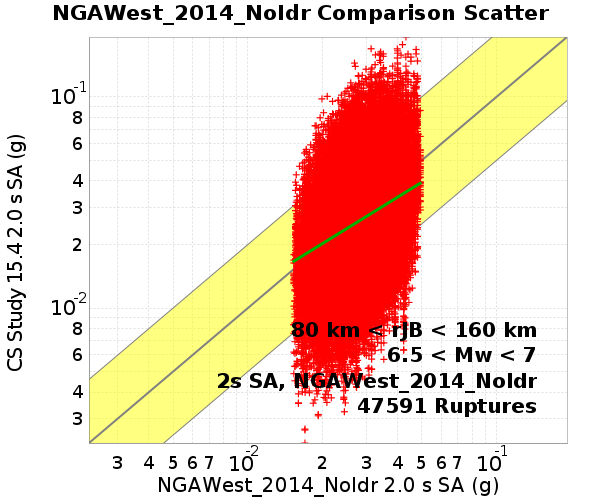 NGAWest_2014_NoIdr Comparison Scatter
CS Study 15.4 2.0 s SA (g)
10-1
8
6
4
3
2
10-2
8
6
4
3
80 km < rJB < 160 km
6.5 < Mw < 7
2s SA, NGAWest_2014_NoIdr
47591 Ruptures
3 4 5 6 7 10-2 2 3 4 5 6 7 10-1
NGAWest_2014_NoIdr 2.0 s SA (g)